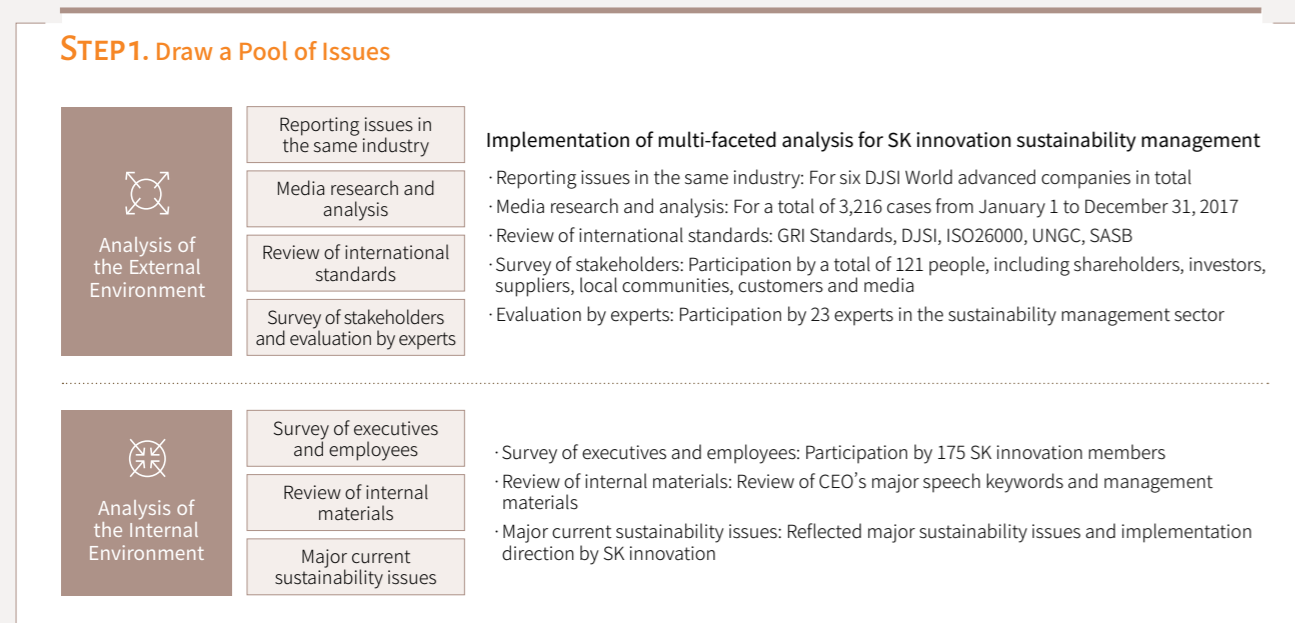 STEP1. Draw a Pool of Issues
Analysis of
the External
Environment
Reporting issues in
the same industry
Media research and
analysis
Review of international
standards
Survey of stakeholders
and evaluation by experts
Implementation of multi-faceted analysis for SK innovation sustainability management
· Reporting issues in the same industry: For six DJSI World advanced companies in total
· Media research and analysis: For a total of 3,216 cases from January 1 to December 31, 2017
· Review of international standards: GRI Standards, DJSI, ISO26000, UNGC, SASB
· Survey of stakeholders: Participation by a total of 121 people, including shareholders, investors,
suppliers, local communities, customers and media
· Evaluation by experts: Participation by 23 experts in the sustainability management sector
Analysis of
the Internal
Environment
Survey of executives
and employees
Review of internal
materials
Major current
sustainability issues
· Survey of executives and employees: Participation by 175 SK innovation members
· Review of internal materials: Review of CEO's major speech keywords and management
materials
· Major current sustainability issues: Reflected major sustainability issues and implementation
direction by SK innovation